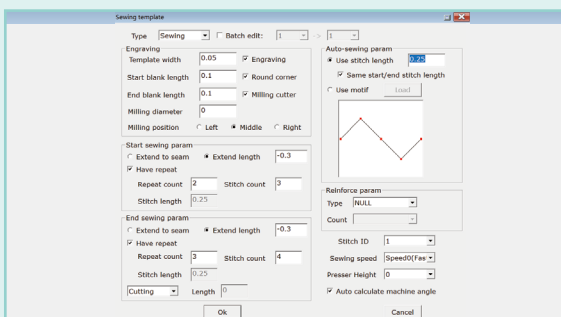 Sewing template
Type Sewing Batch edit: 1 -> 1
Engraving
Template width 0.05 Engraving
Start blank length 0.1 Round corner
End blank length 0.1 Milling cutter
Milling diameter 0
Milling position Left Middle Right
Start sewing param
Extend to seam Extend length -0.3
Have repeat
Repeat count 2 Stitch count 3
Stitch length 0.25
End sewing param
Extend to seam Extend length -0.3
Have repeat
Repeat count 3 Stitch count 4
Stitch length 0.25
Cutting Length 0
Auto-sewing param
Use stitch length 0.25
Same start/end stitch length
Use motif Load
Reinforce param
Type NULL
Count
Stitch ID 1
Sewing speed Speed0(Fas
Presser Height 0
Auto calculate machine angle
Ok Cancel